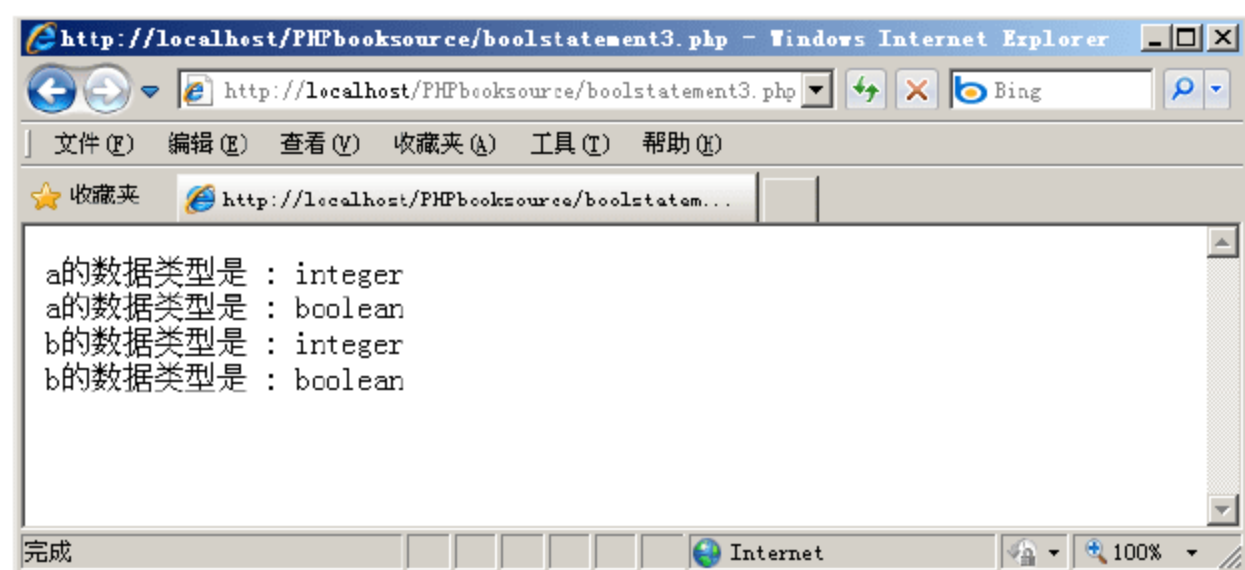 http://localhost/PHPbooksource/boolstatement3.php - Windows Internet Explorer
http://localhost/PHPbooksource/boolstatement3.php Bing
文件(F) 编辑(E) 查看(V) 收藏夹(A) 工具(T) 帮助(H)
收藏夹 http://localhost/PHPbooksource/boolstatem...
a的数据类型是 : integer
a的数据类型是 : boolean
b的数据类型是 : integer
b的数据类型是 : boolean
完成 Internet 100%